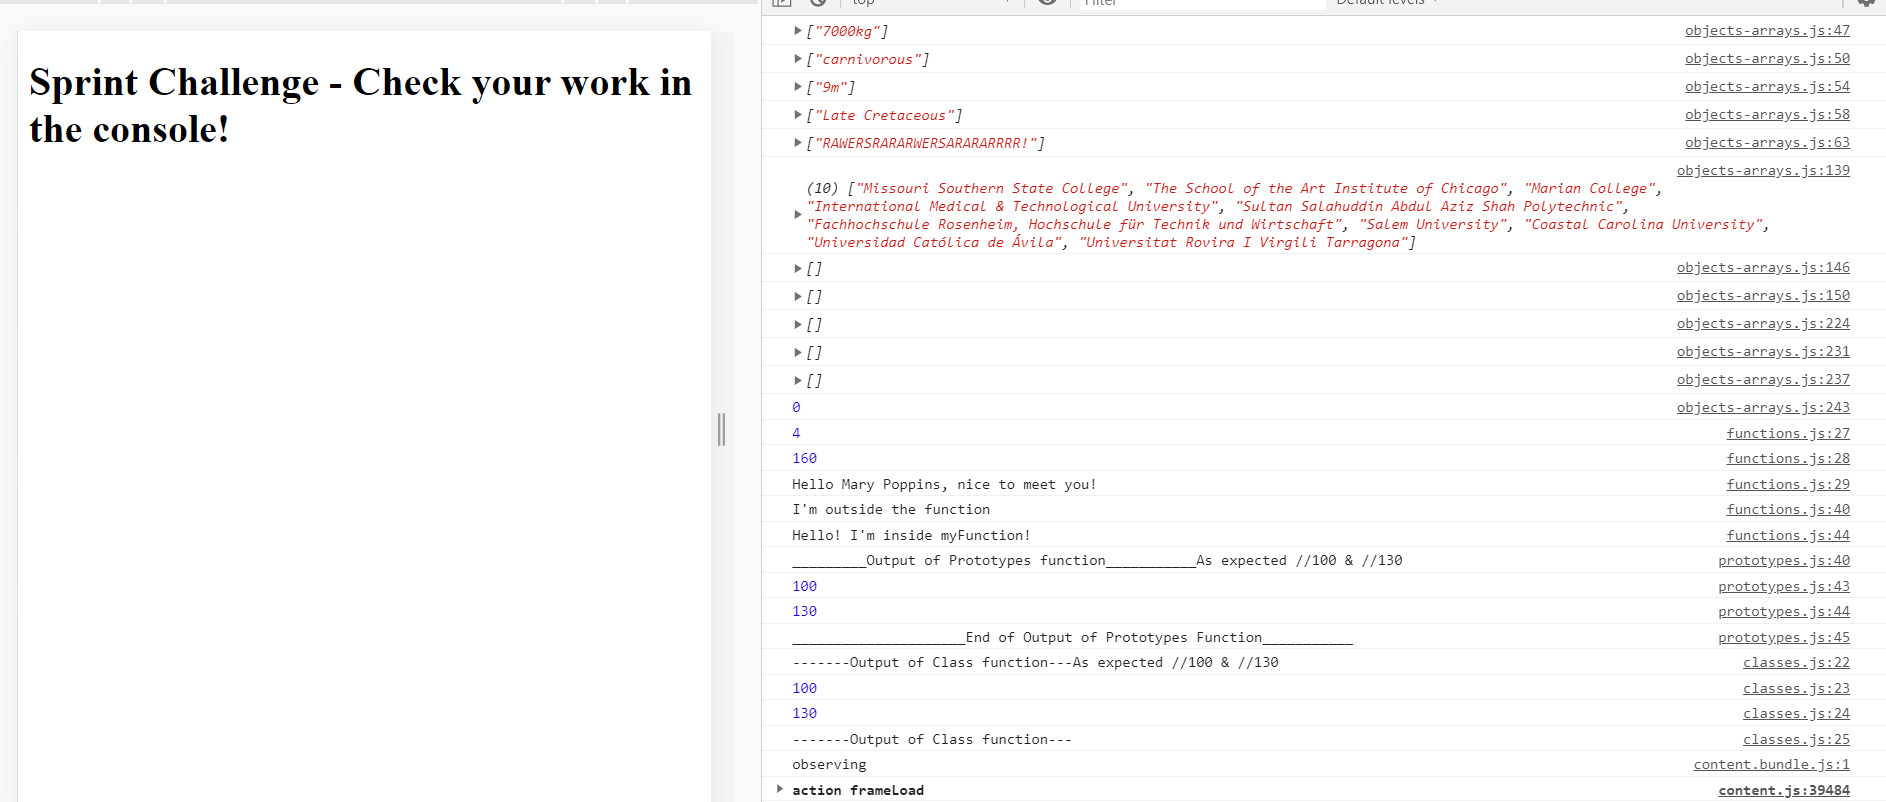 top
Filter
Default levels
Sprint Challenge - Check your work in
the console!
["7000kg"] objects-arrays.js:47
["carnivorous"] objects-arrays.js:50
["9m"] objects-arrays.js:54
["Late Cretaceous"] objects-arrays.js:58
["RAWERSRARARWERSARARARRRR!"] objects-arrays.js:63
objects-arrays.js:139
(10) ["Missouri Southern State College", "The School of the Art Institute of Chicago", "Marian College",
"International Medical & Technological University", "Sultan Salahuddin Abdul Aziz Shah Polytechnic",
"Fachhochschule Rosenheim, Hochschule für Technik und Wirtschaft", "Salem University", "Coastal Carolina University",
"Universidad Católica de Ávila", "Universitat Rovira I Virgili Tarragona"]
[] objects-arrays.js:146
[] objects-arrays.js:150
[] objects-arrays.js:224
[] objects-arrays.js:231
[] objects-arrays.js:237
0 objects-arrays.js:243
4 functions.js:27
160 functions.js:28
Hello Mary Poppins, nice to meet you! functions.js:29
I'm outside the function functions.js:40
Hello! I'm inside myFunction! functions.js:44
_________Output of Prototypes function___________As expected //100 & //130 prototypes.js:40
100 prototypes.js:43
130 prototypes.js:44
_____________________End of Output of Prototypes Function___________ prototypes.js:45
-------Output of Class function---As expected //100 & //130 classes.js:22
100 classes.js:23
130 classes.js:24
-------Output of Class function--- classes.js:25
observing content.bundle.js:1
action frameLoad content.js:39484